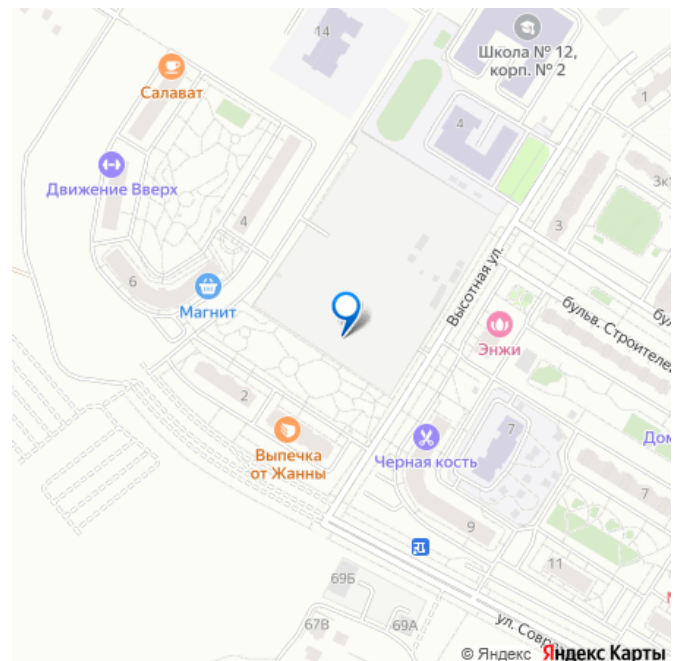 14
Школа № 12,
корп. № 2
Салават
1
4
Движение Вверх
3к
4
3
6
Высотная ул.
Магнит
бульв. Строителе
Энжи
2
Выпечка
от Жанны
7
Дом
Черная кость
7
9
11
69Б
67В
69А
ул. Совр
© Яндекс Яндекс Карты